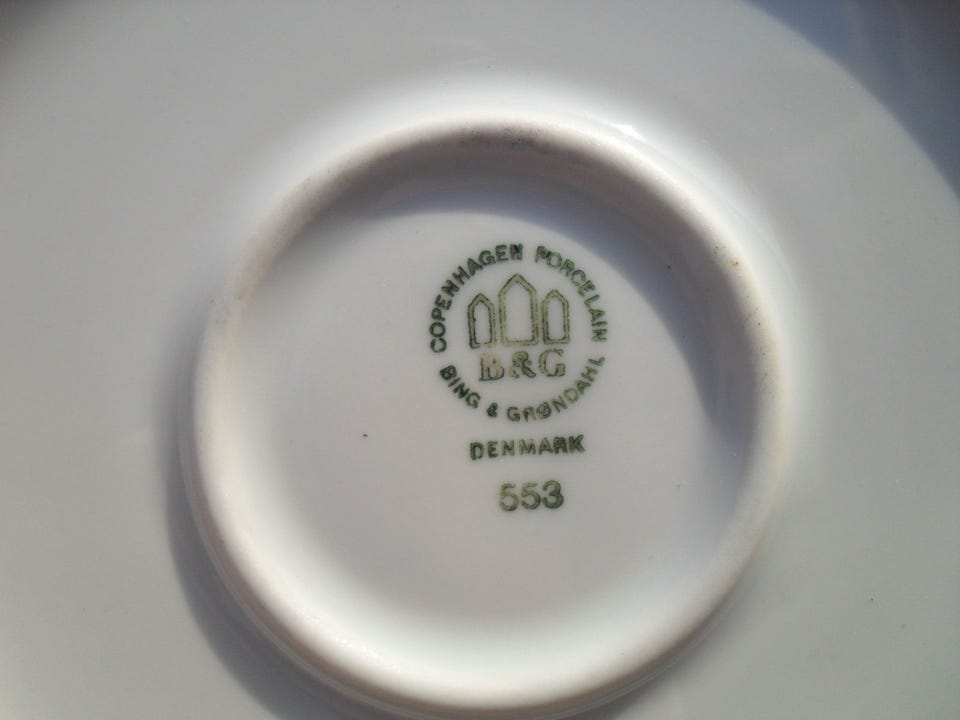 COPENHAGEN PORCELAIN
B&G
BING & GRØNDAHL
DENMARK
553